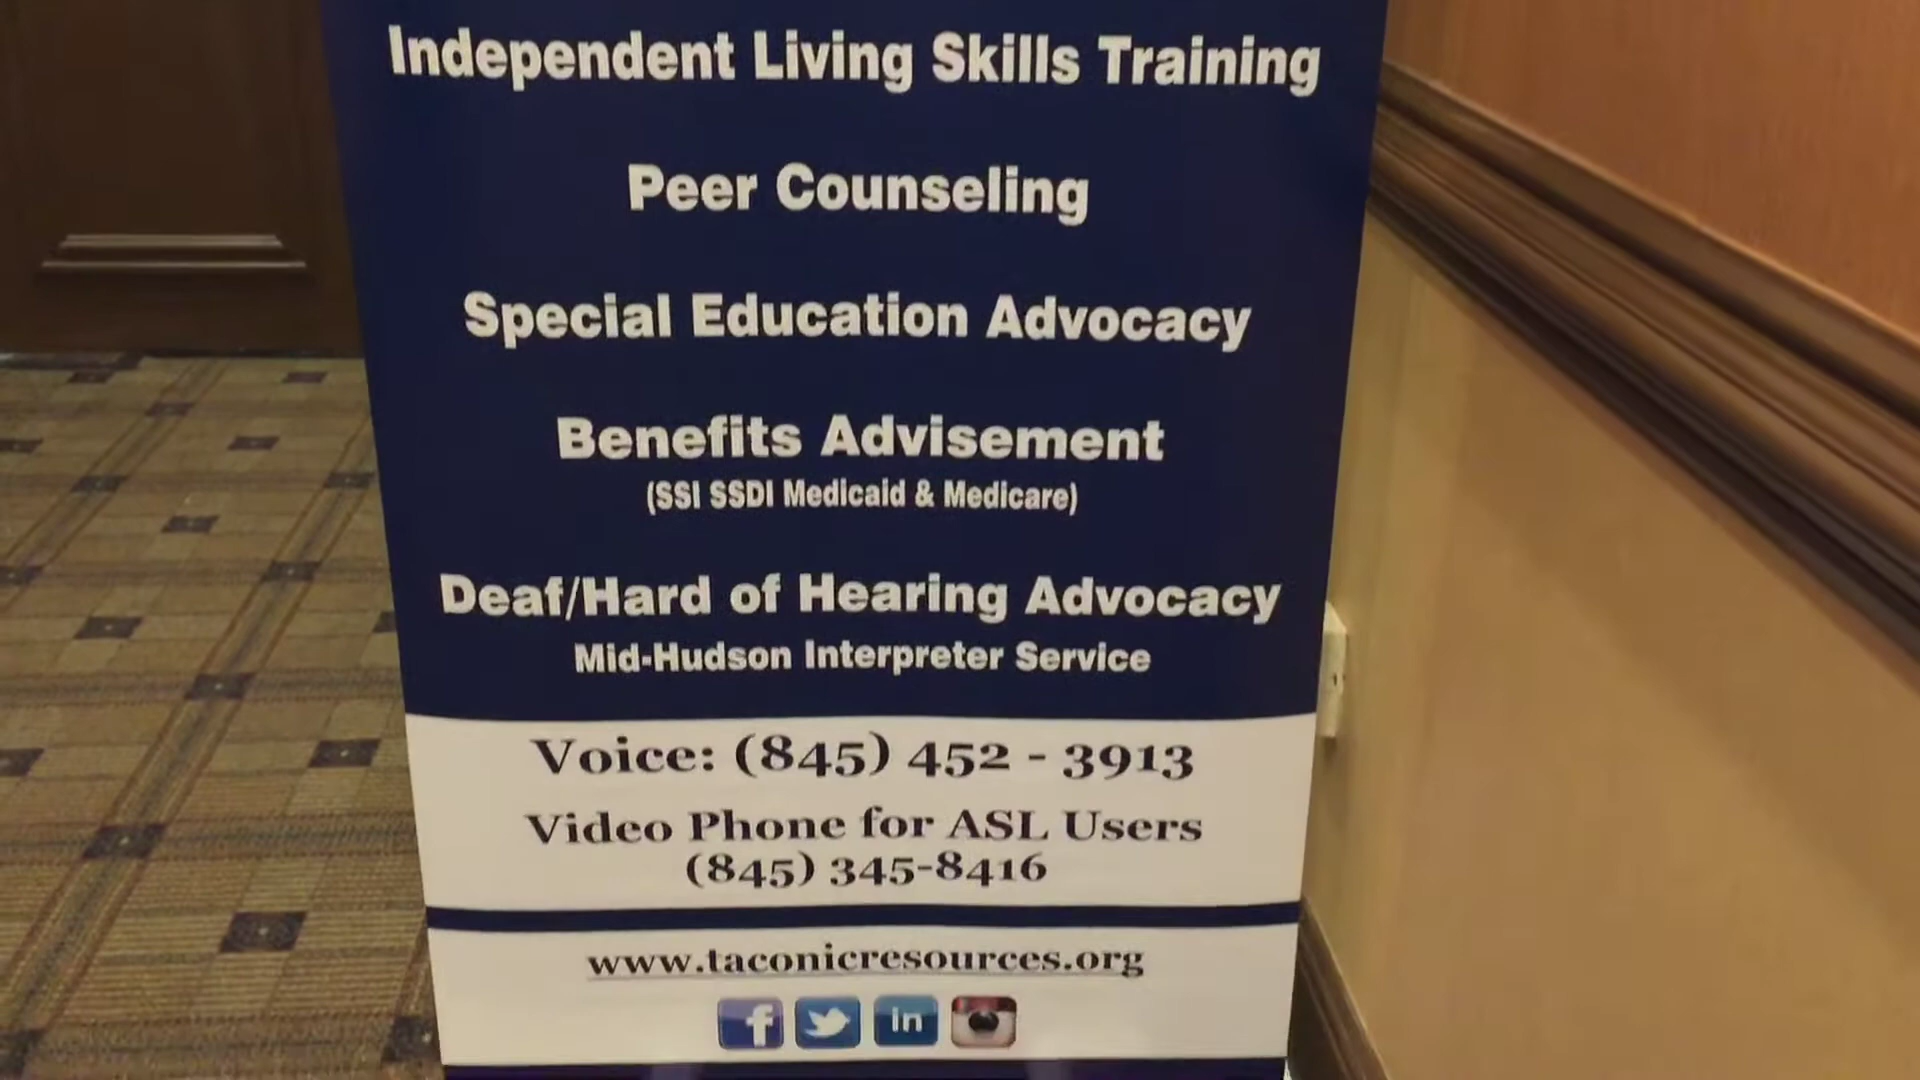 Independent Living Skills Training
Peer Counseling
Special Education Advocacy
Benefits Advisement
(SSI SSDI Medicaid & Medicare)
Deaf/Hard of Hearing Advocacy
Mid-Hudson Interpreter Service
Voice: (845) 452 - 3913
Video Phone for ASL Users
(845) 345-8416
www.taconicresources.org
f in